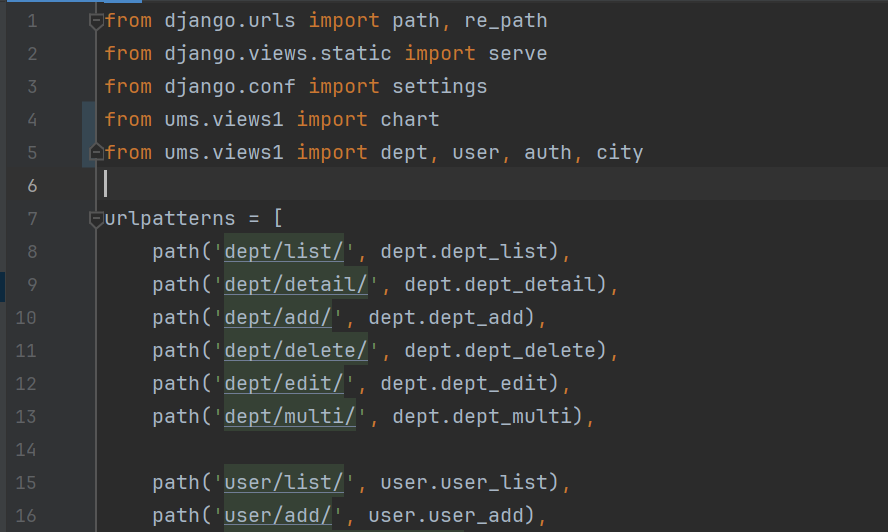 1 from django.urls import path, re_path
2 from django.views.static import serve
3 from django.conf import settings
4 from ums.views1 import chart
5 from ums.views1 import dept, user, auth, city
6
7 urlpatterns = [
8     path('dept/list/', dept.dept_list),
9     path('dept/detail/', dept.dept_detail),
10     path('dept/add/', dept.dept_add),
11     path('dept/delete/', dept.dept_delete),
12     path('dept/edit/', dept.dept_edit),
13     path('dept/multi/', dept.dept_multi),
14
15     path('user/list/', user.user_list),
16     path('user/add/', user.user_add),